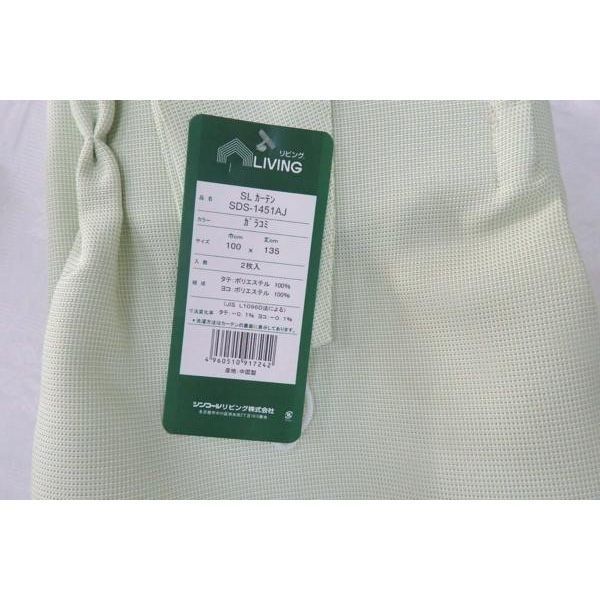 リビング
LIVING
品名 SL カーテン
SDS-1451AJ
カラー ガラコミ
サイズ 巾cm 丈cm
100 × 135
入数 2枚入
組成 タテ ポリエステル 100%
ヨコ ポリエステル 100%
(JIS L1096D法による)
寸法変化率 タテ -0.1% ヨコ -0.1%
4 960510 917242
産地:中国製
シンコールリビング株式会社